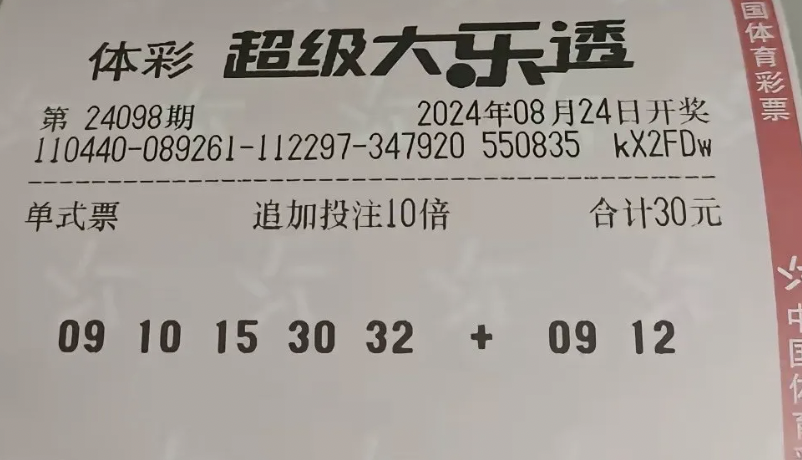 体彩 超级大乐透
第 24098期 2024年08月24日开奖
110440-089261-112297-347920 550835 kX2FDw
单式票 追加投注10倍 合计30元
09 10 15 30 32 + 09 12
国体育彩票
中国体育